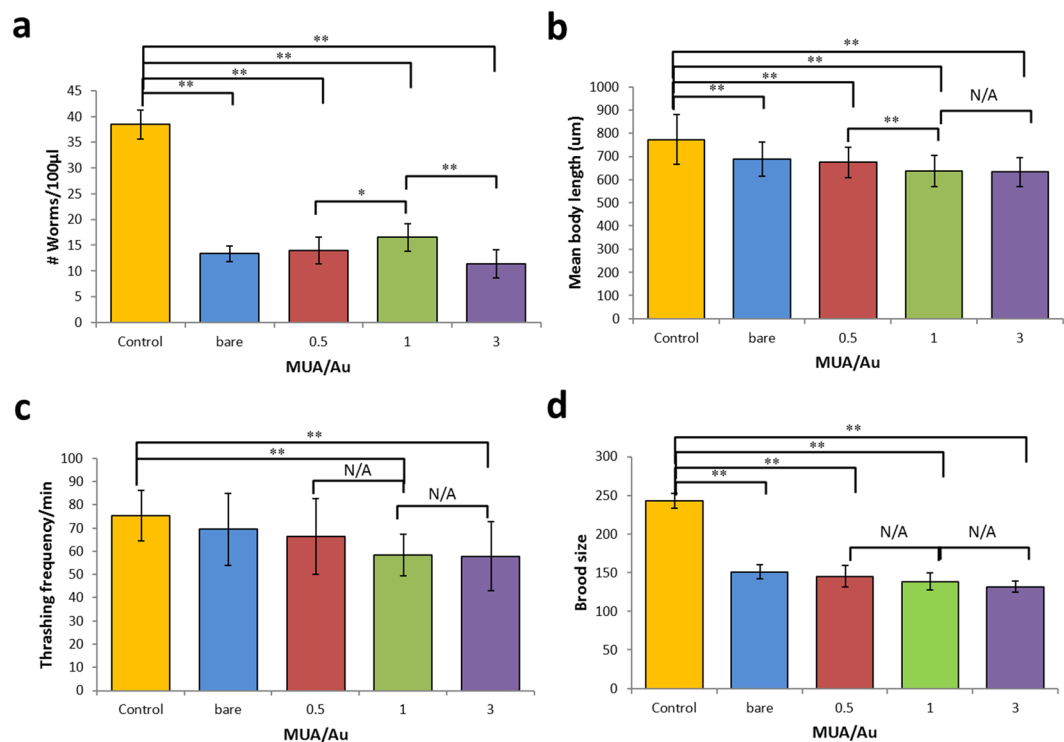 a
**
**
**
**
# Worms/100µl
45
40
35
30
25
20
15
10
5
0
*
**
Control bare 0.5 1 3
MUA/Au
b
**
**
**
**
N/A
**
Mean body length (um)
1000
900
800
700
600
500
400
300
200
100
0
Control bare 0.5 1 3
MUA/Au
c
**
**
N/A
N/A
Thrashing frequency/min
100
90
80
70
60
50
40
30
20
10
0
Control bare 0.5 1 3
MUA/Au
d
**
**
**
**
N/A
N/A
Brood size
300
250
200
150
100
50
0
Control bare 0.5 1 3
MUA/Au